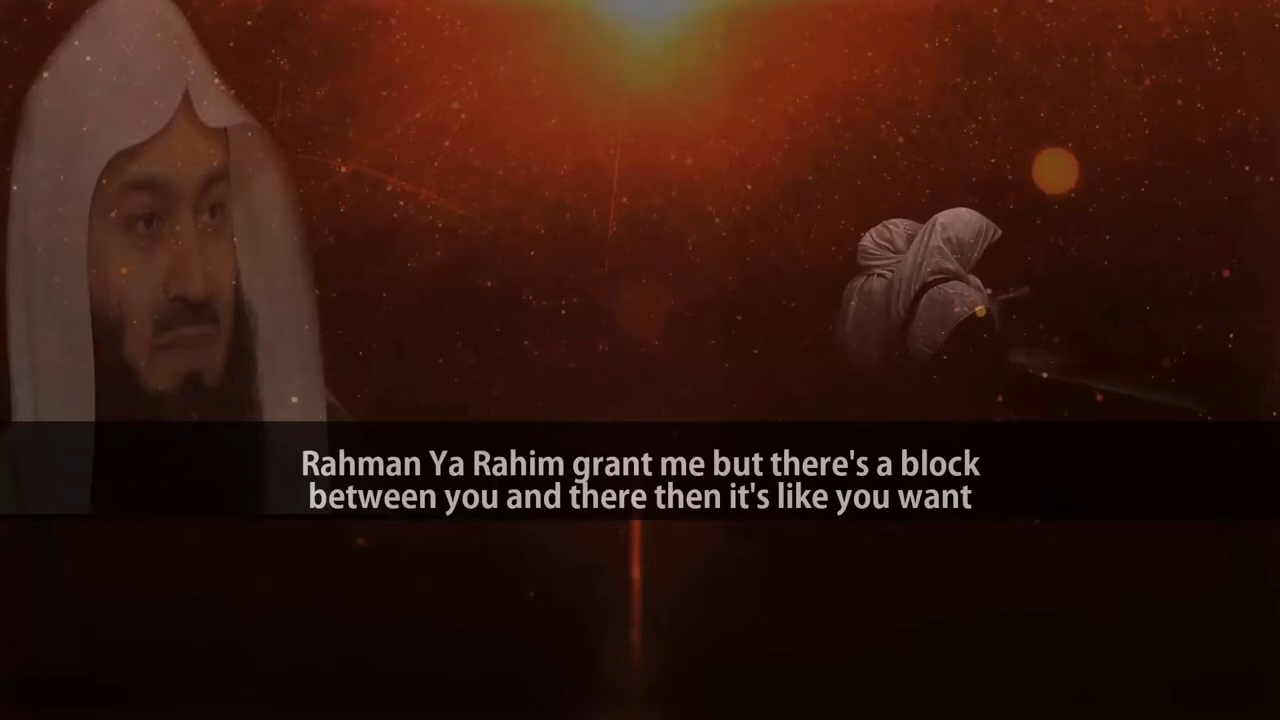 Rahman Ya Rahim grant me but there's a block
between you and there then it's like you want